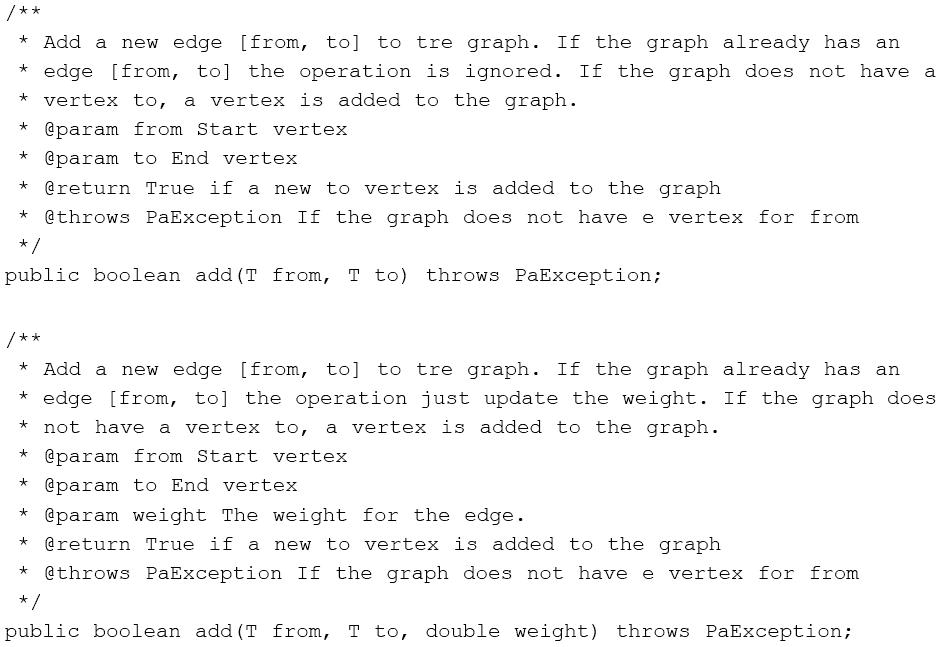 /**
 * Add a new edge [from, to] to tre graph. If the graph already has an
 * edge [from, to] the operation is ignored. If the graph does not have a
 * vertex to, a vertex is added to the graph.
 * @param from Start vertex
 * @param to End vertex
 * @return True if a new to vertex is added to the graph
 * @throws PaException If the graph does not have e vertex for from
 */
public boolean add(T from, T to) throws PaException;
/**
 * Add a new edge [from, to] to tre graph. If the graph already has an
 * edge [from, to] the operation just update the weight. If the graph does
 * not have a vertex to, a vertex is added to the graph.
 * @param from Start vertex
 * @param to End vertex
 * @param weight The weight for the edge.
 * @return True if a new to vertex is added to the graph
 * @throws PaException If the graph does not have e vertex for from
 */
public boolean add(T from, T to, double weight) throws PaException;